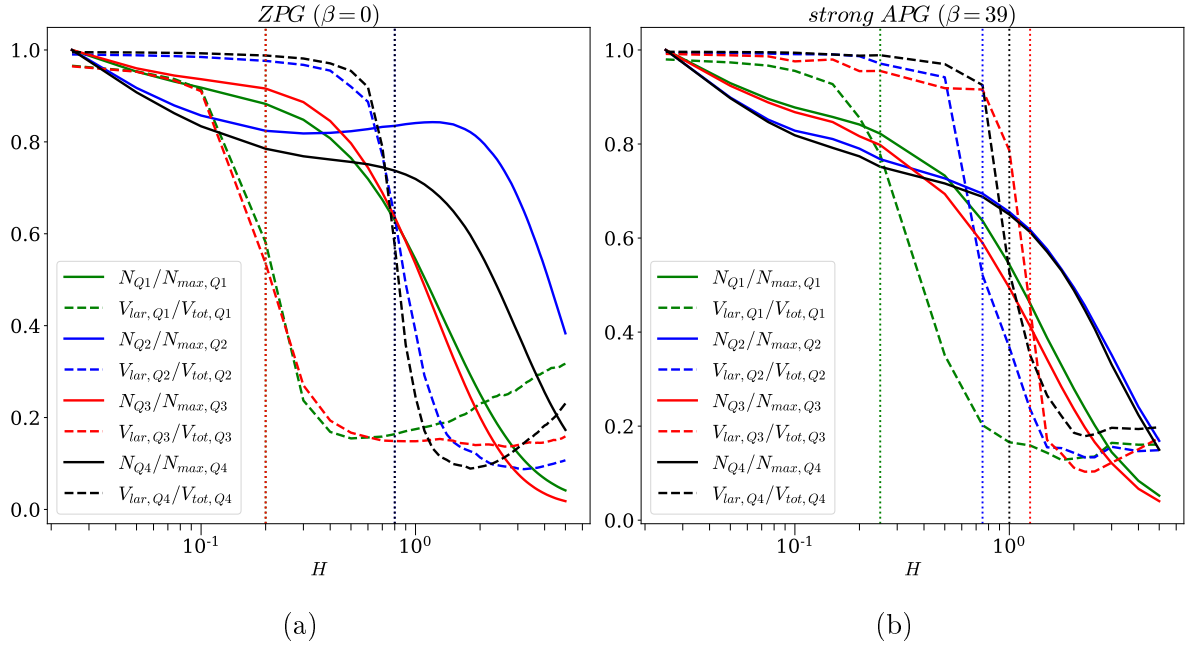 ZPG (β = 0)
1.0
0.8
0.6
0.4
0.2
0.0
N_{Q1}/N_{max, Q1}
V_{lar, Q1}/V_{tot, Q1}
N_{Q2}/N_{max, Q2}
V_{lar, Q2}/V_{tot, Q2}
N_{Q3}/N_{max, Q3}
V_{lar, Q3}/V_{tot, Q3}
N_{Q4}/N_{max, Q4}
V_{lar, Q4}/V_{tot, Q4}
10^{-1} 10^{0}
H
(a)
strong APG (β = 39)
1.0
0.8
0.6
0.4
0.2
0.0
N_{Q1}/N_{max, Q1}
V_{lar, Q1}/V_{tot, Q1}
N_{Q2}/N_{max, Q2}
V_{lar, Q2}/V_{tot, Q2}
N_{Q3}/N_{max, Q3}
V_{lar, Q3}/V_{tot, Q3}
N_{Q4}/N_{max, Q4}
V_{lar, Q4}/V_{tot, Q4}
10^{-1} 10^{0}
H
(b)